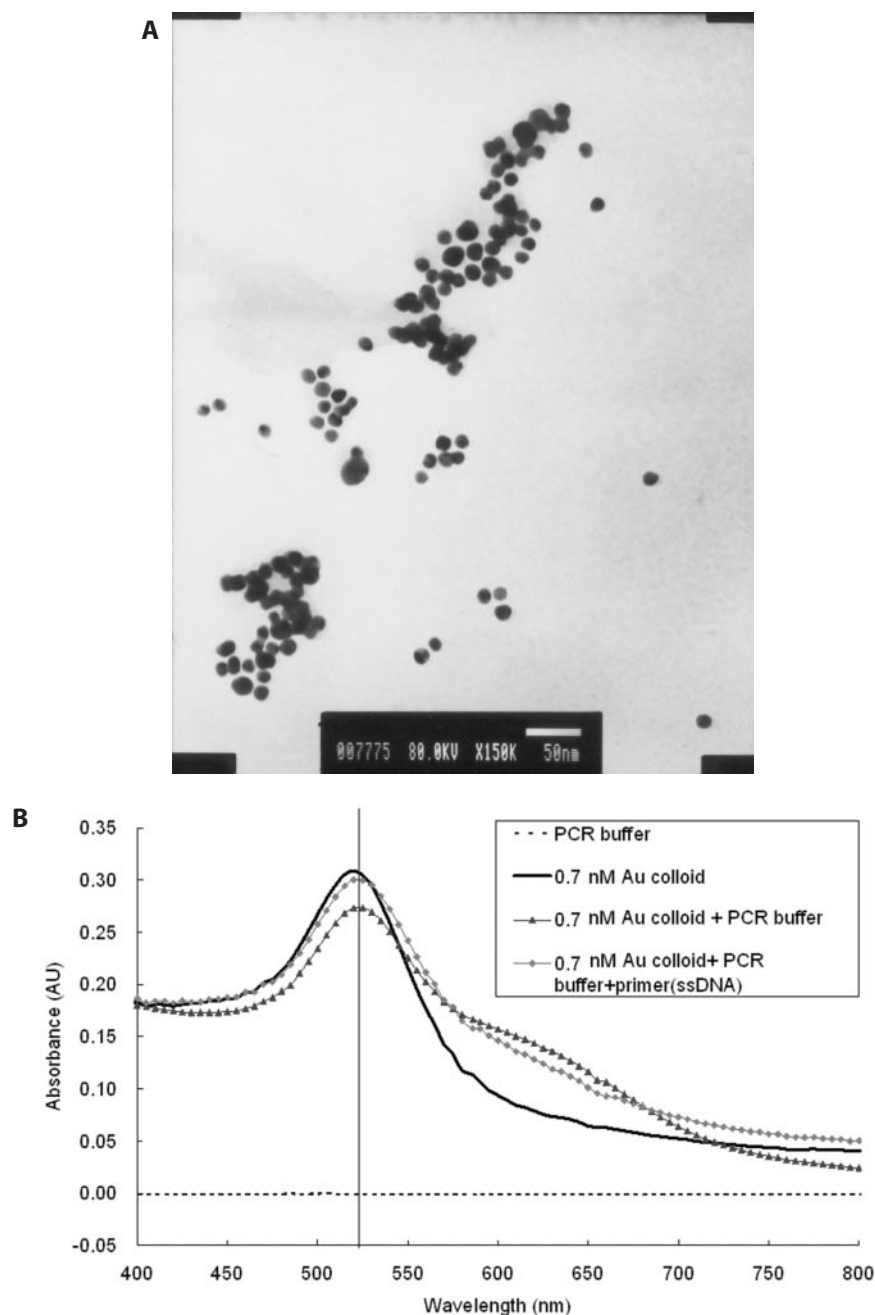 A
007775 80.0KV X150K 50nm
B
0.35
0.30
0.25
0.20
0.15
0.10
0.05
0.00
-0.05
Absorbance (AU)
PCR buffer
0.7 nM Au colloid
0.7 nM Au colloid + PCR buffer
0.7 nM Au colloid+ PCR
buffer+primer(ssDNA)
400 450 500 550 600 650 700 750 800
Wavelength (nm)